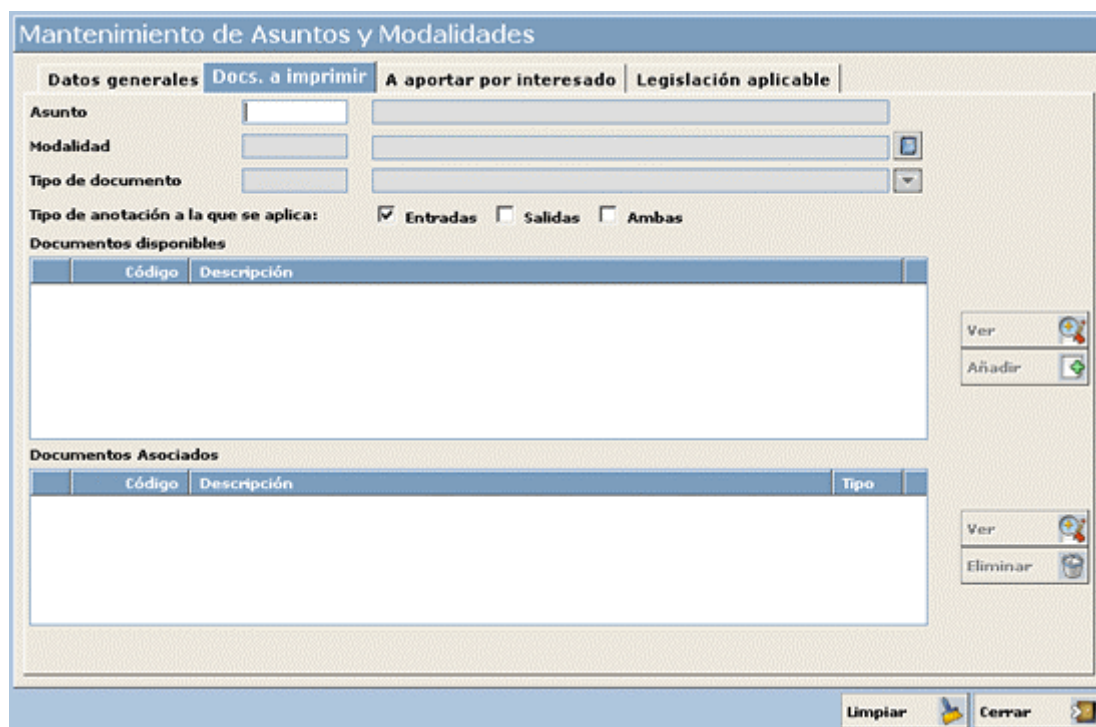 Mantenimiento de Asuntos y Modalidades
Datos generales Docs. a imprimir A aportar por interesado Legislación aplicable
Asunto
Modalidad
Tipo de documento
Tipo de anotación a la que se aplica: Entradas Salidas Ambas
Documentos disponibles
Código Descripción
Ver
Añadir
Documentos Asociados
Código Descripción Tipo
Ver
Eliminar
Limpiar Cerrar